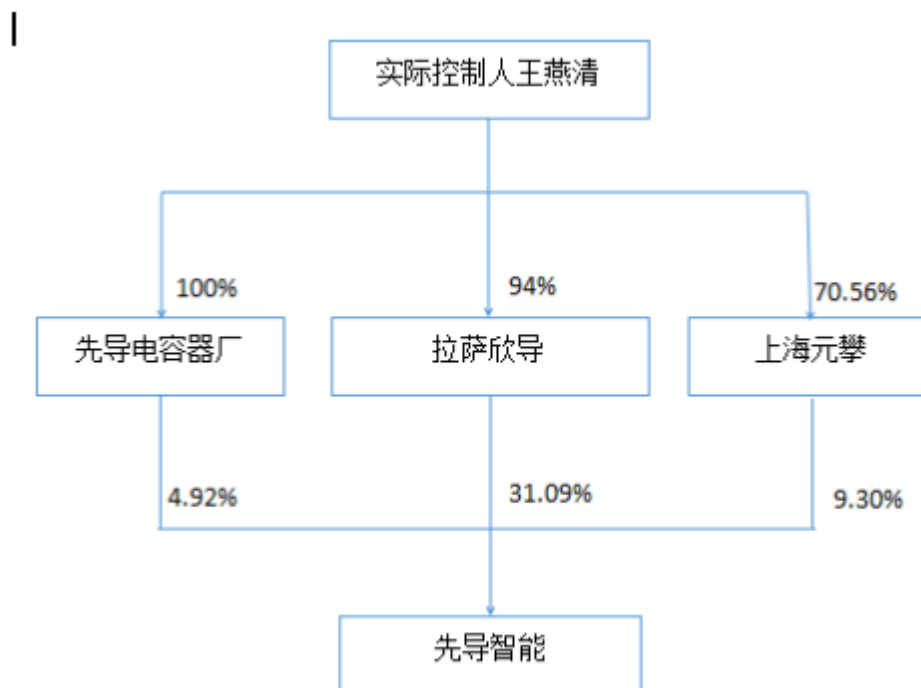 实际控制人王燕清
100%
94%
70.56%
先导电容器厂
拉萨欣导
上海元攀
4.92%
31.09%
9.30%
先导智能